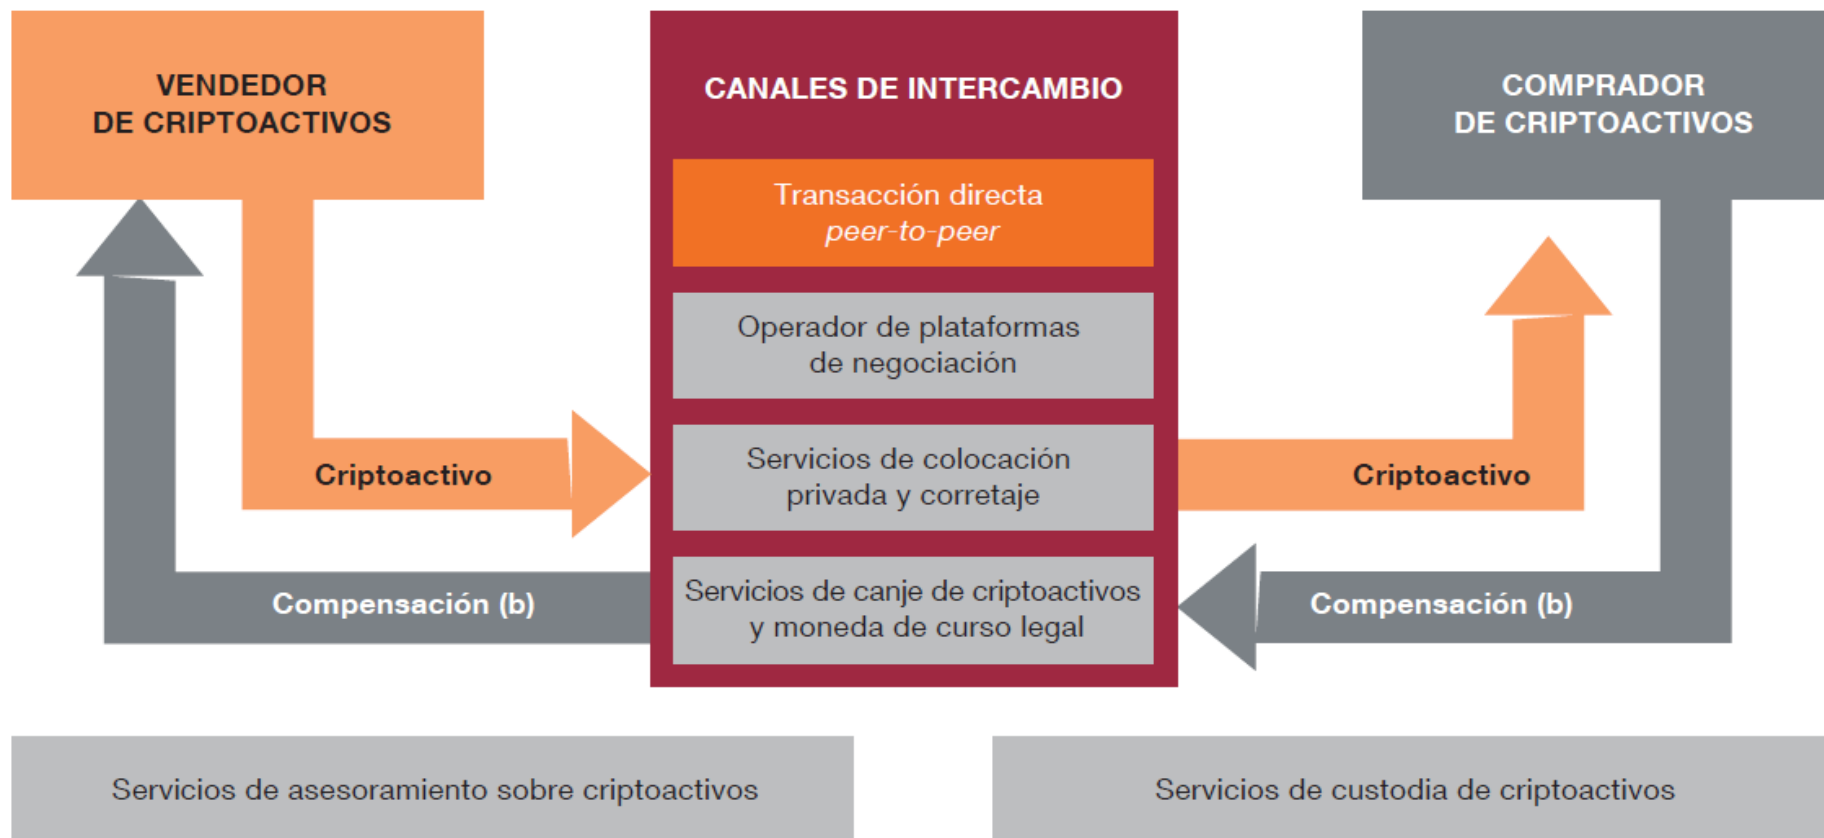 VENDEDOR
DE CRIPTOACTIVOS
CANALES DE INTERCAMBIO
COMPRADOR
DE CRIPTOACTIVOS
Transacción directa
peer-to-peer
Operador de plataformas
de negociación
Servicios de colocación
privada y corretaje
Servicios de canje de criptoactivos
y moneda de curso legal
Criptoactivo
Criptoactivo
Compensación (b)
Compensación (b)
Servicios de asesoramiento sobre criptoactivos
Servicios de custodia de criptoactivos